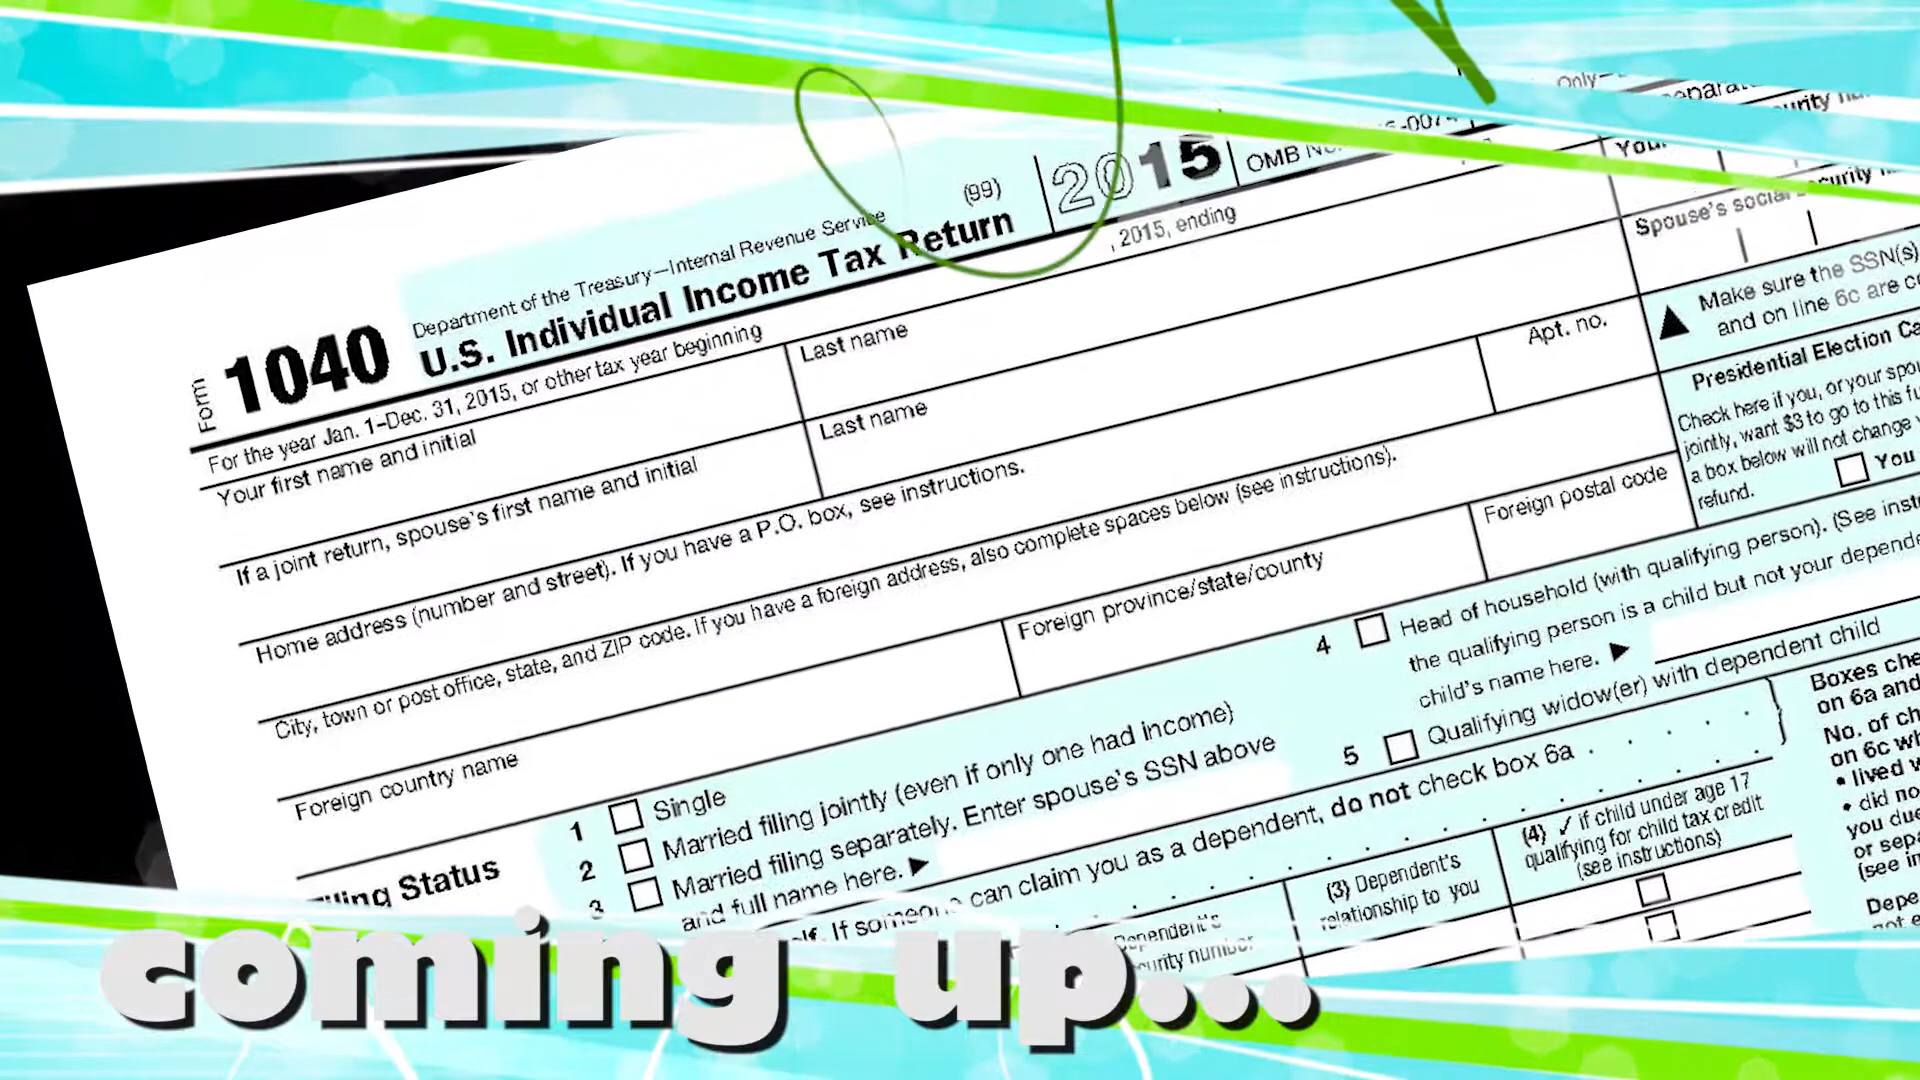 Form 1040
Department of the Treasury—Internal Revenue Service
(99)
U.S. Individual Income Tax Return
2015
OMB
Only
For the year Jan. 1–Dec. 31, 2015, or other tax year beginning
, 2015, ending
Your first name and initial
Last name
If a joint return, spouse's first name and initial
Last name
Spouse's social security
Home address (number and street). If you have a P.O. box, see instructions.
Apt. no.
Make sure the SSN(s)
and on line 6c are
City, town or post office, state, and ZIP code. If you have a foreign address, also complete spaces below (see instructions).
Presidential Election
Check here if you, or your
jointly, want $3 to go to this
a box below will not change
refund.
You
Foreign country name
Foreign province/state/county
Foreign postal code
Filing Status
1 Single
2 Married filing jointly (even if only one had income)
3 Married filing separately. Enter spouse's SSN above
and full name here. ▶
4 Head of household (with qualifying person). (See
the qualifying person is a child but not your
child's name here. ▶
5 Qualifying widow(er) with dependent child
If someone can claim you as a dependent, do not check box 6a . . . . .
Dependent's
number
(3) Dependent's
relationship to you
(4) ✓ if child under age 17
qualifying for child tax credit
(see instructions)
Boxes
on 6a and
No. of
on 6c
• lived
• did
you
or
coming up...